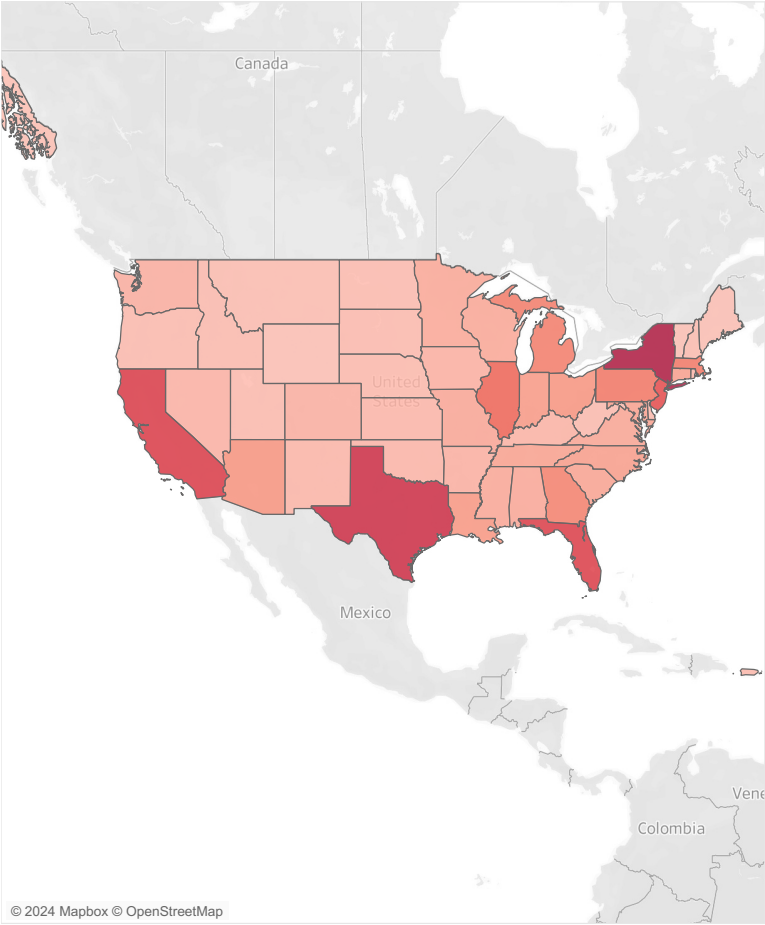 Canada
United
States
Mexico
Vene
Colombia
© 2024 Mapbox © OpenStreetMap